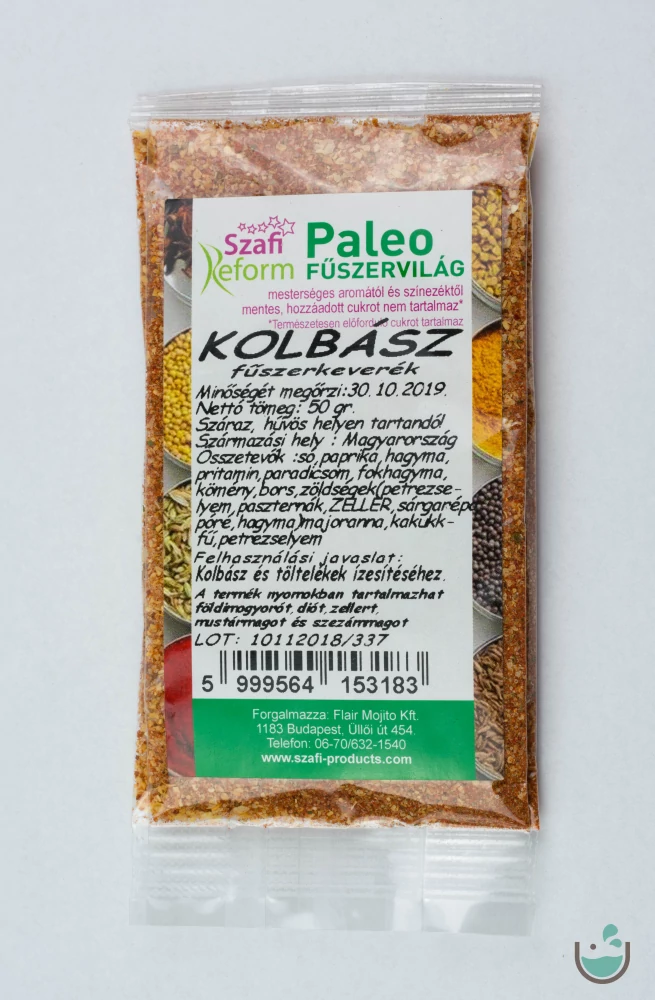 Szafi
Reform
Paleo
FŰSZERVILÁG
mesterséges aromától és színezéktől
mentes, hozzáadott cukrot nem tartalmaz*
*Természetesen előforduló cukrot tartalmaz
KOLBÁSZ
fűszerkeverék
Minőségét megőrzi:30.10.2019.
Nettó tömeg: 50 gr.
Száraz, hűvös helyen tartandó!
Származási hely : Magyarország
Összetevők :só,paprika,hagyma,
pritamin,paradicsom,fokhagyma,
kömény,bors,zöldségek(petrezse-
lyem,paszternák,ZELLER,sárgarépa
póré,hagyma)majoranna,kakukk-
fű,petrezselyem
Felhasználási javaslat:
Kolbász és töltelékek ízesítéséhez.
A termék nyomokban tartalmazhat
földimogyorót,diót,zellert,
mustármagot és szezámmagot
LOT: 10112018/337
5 999564 153183
Forgalmazza: Flair Mojito Kft.
1183 Budapest, Üllői út 454.
Telefon: 06-70/632-1540
www.szafi-products.com